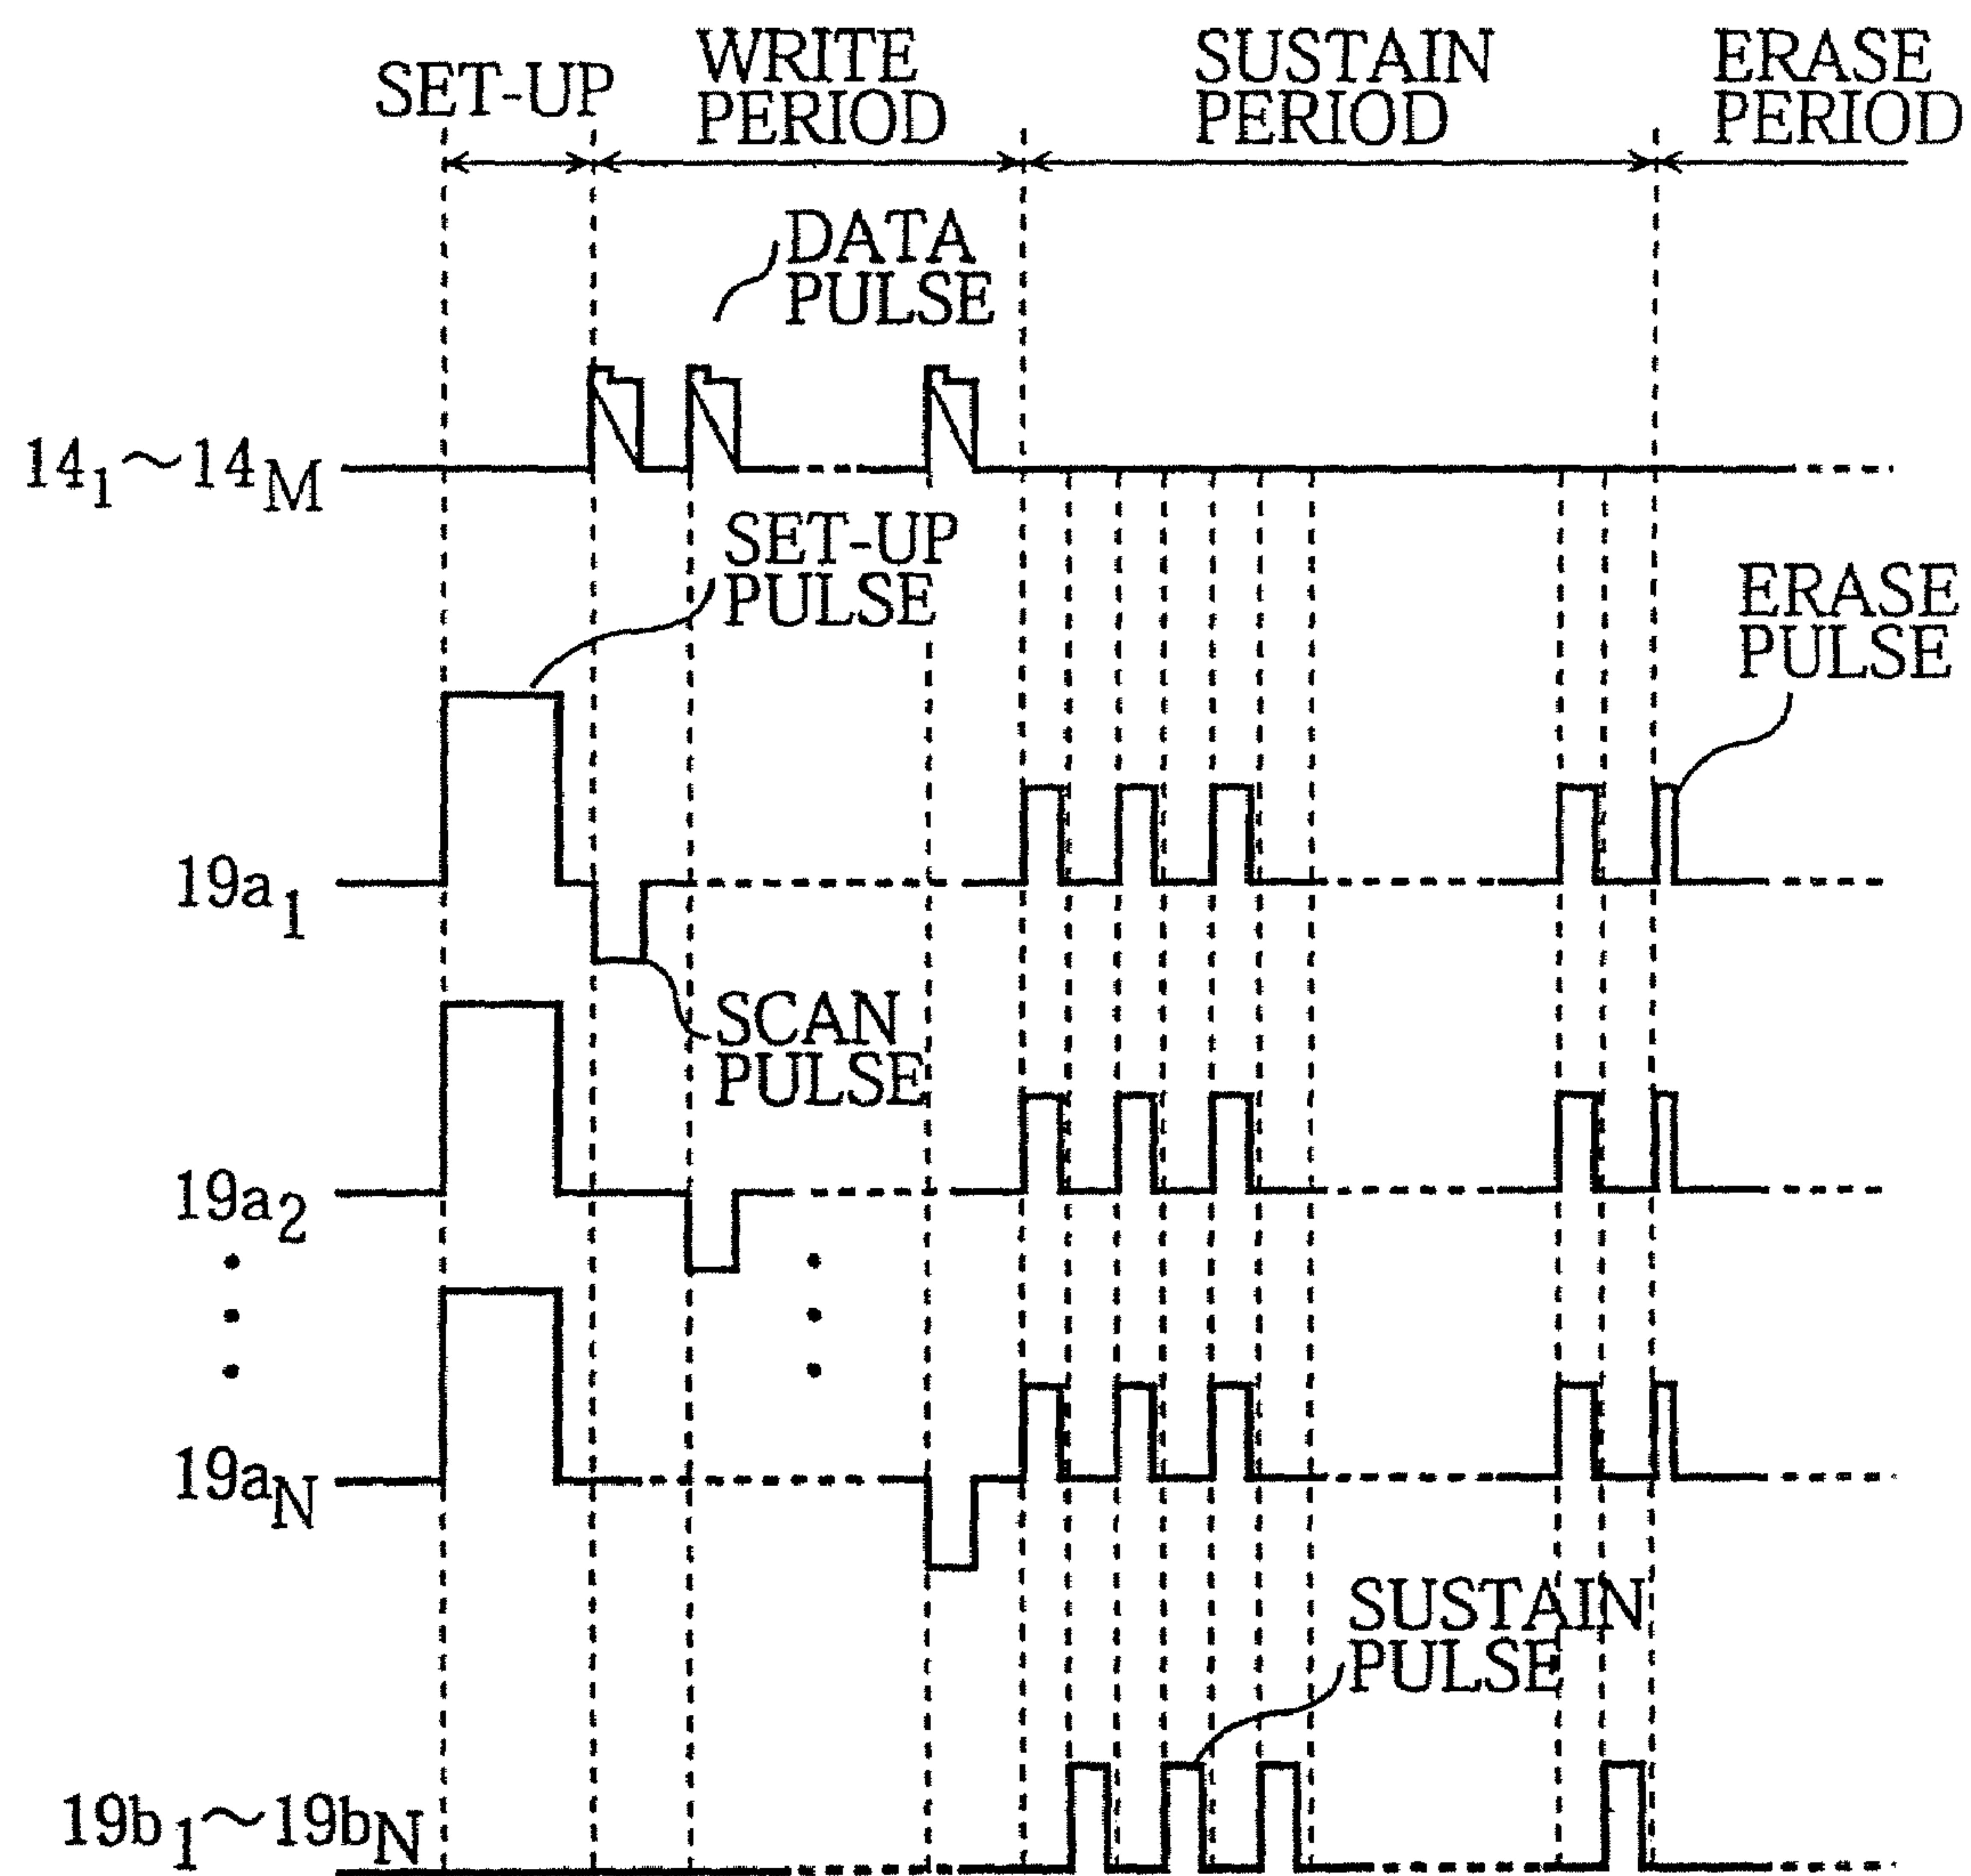 SET-UP
WRITE
PERIOD
SUSTAIN
PERIOD
ERASE
PERIOD
DATA
PULSE
14₁~14M
SET-UP
PULSE
ERASE
PULSE
19a₁
SCAN
PULSE
19a₂
19aN
SUSTAIN
PULSE
19b₁~19bN